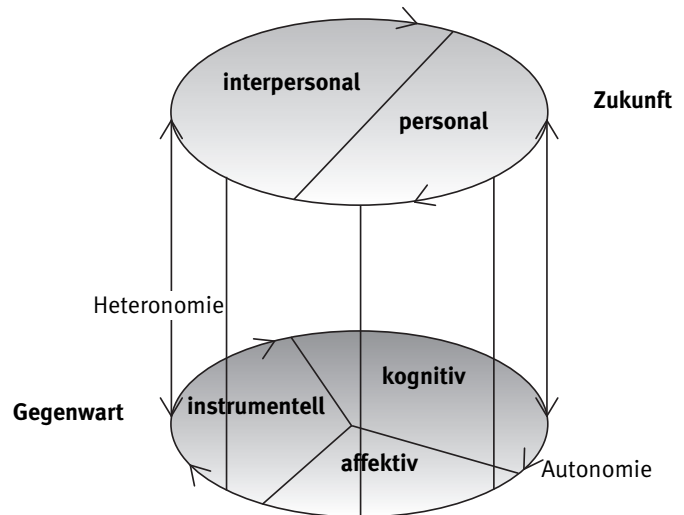 interpersonal
personal
Zukunft
Heteronomie
kognitiv
instrumentell
Gegenwart
affektiv
Autonomie